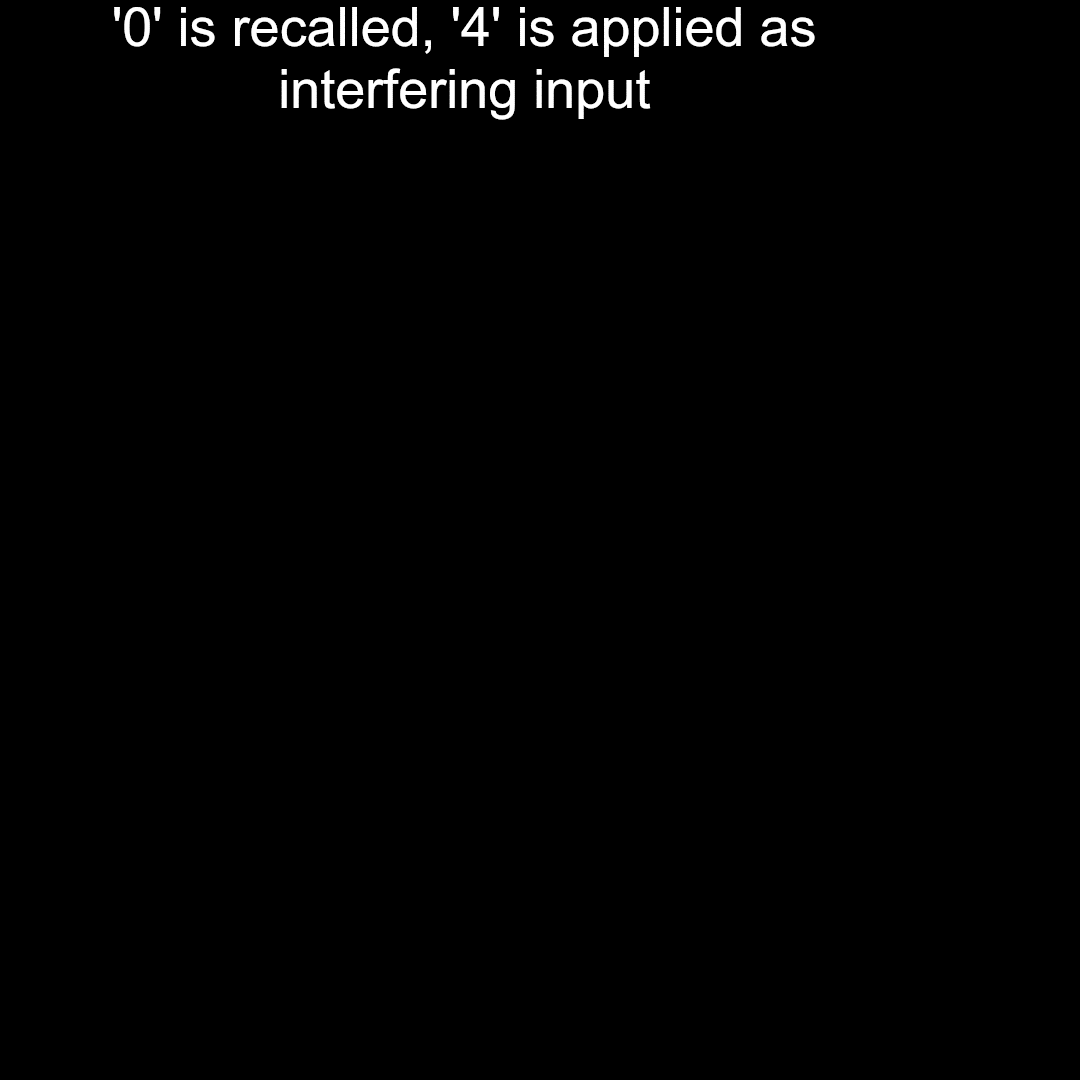 '0' is recalled, '4' is applied as
interfering input